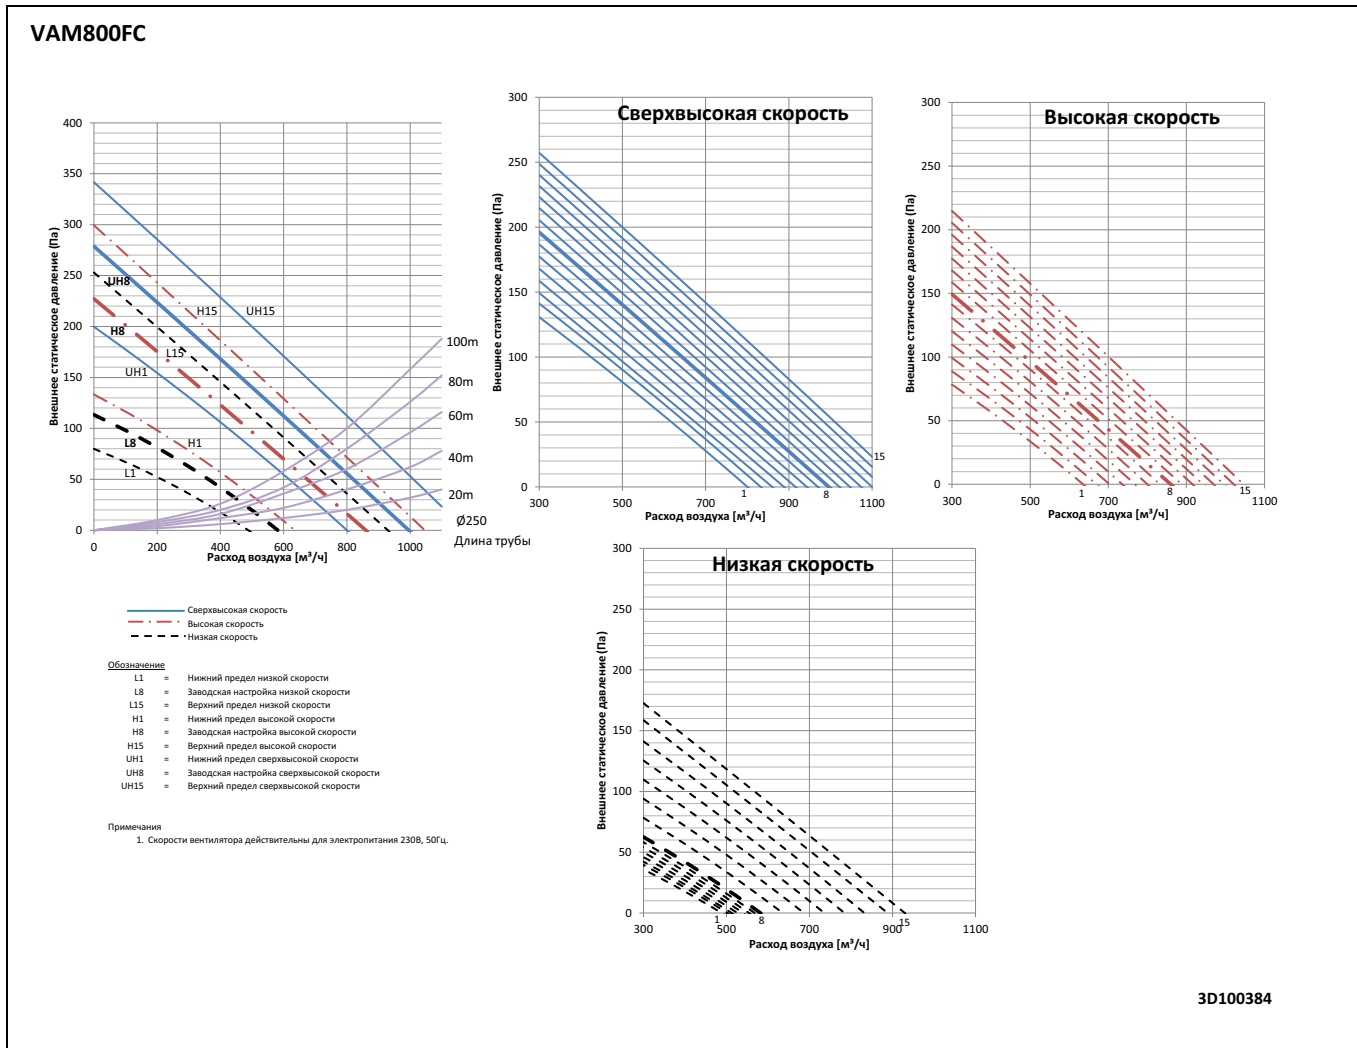 VAM800FC
400
350
300
250
200
150
100
50
0
Внешнее статическое давление (Па)
UH8
H8
UH1
L8
L1
H15
UH15
L15
H1
100m
80m
60m
40m
20m
Ø250
Длина трубы
0 200 400 600 800 1000
Расход воздуха [м³/ч]
Сверхвысокая скорость
300
250
200
150
100
50
0
Внешнее статическое давление (Па)
15
1 8
300 500 700 900 1100
Расход воздуха [м³/ч]
Высокая скорость
300
250
200
150
100
50
0
Внешнее статическое давление (Па)
1 8 15
300 500 700 900 1100
Расход воздуха [м³/ч]
Низкая скорость
300
250
200
150
100
50
0
Внешнее статическое давление (Па)
1 8 15
300 500 700 900 1100
Расход воздуха [м³/ч]
Сверхвысокая скорость
Высокая скорость
Низкая скорость
Обозначение
L1 = Нижний предел низкой скорости
L8 = Заводская настройка низкой скорости
L15 = Верхний предел низкой скорости
H1 = Нижний предел высокой скорости
H8 = Заводская настройка высокой скорости
H15 = Верхний предел высокой скорости
UH1 = Нижний предел сверхвысокой скорости
UH8 = Заводская настройка сверхвысокой скорости
UH15 = Верхний предел сверхвысокой скорости
Примечания
1. Скорости вентилятора действительны для электропитания 230В, 50Гц.
3D100384